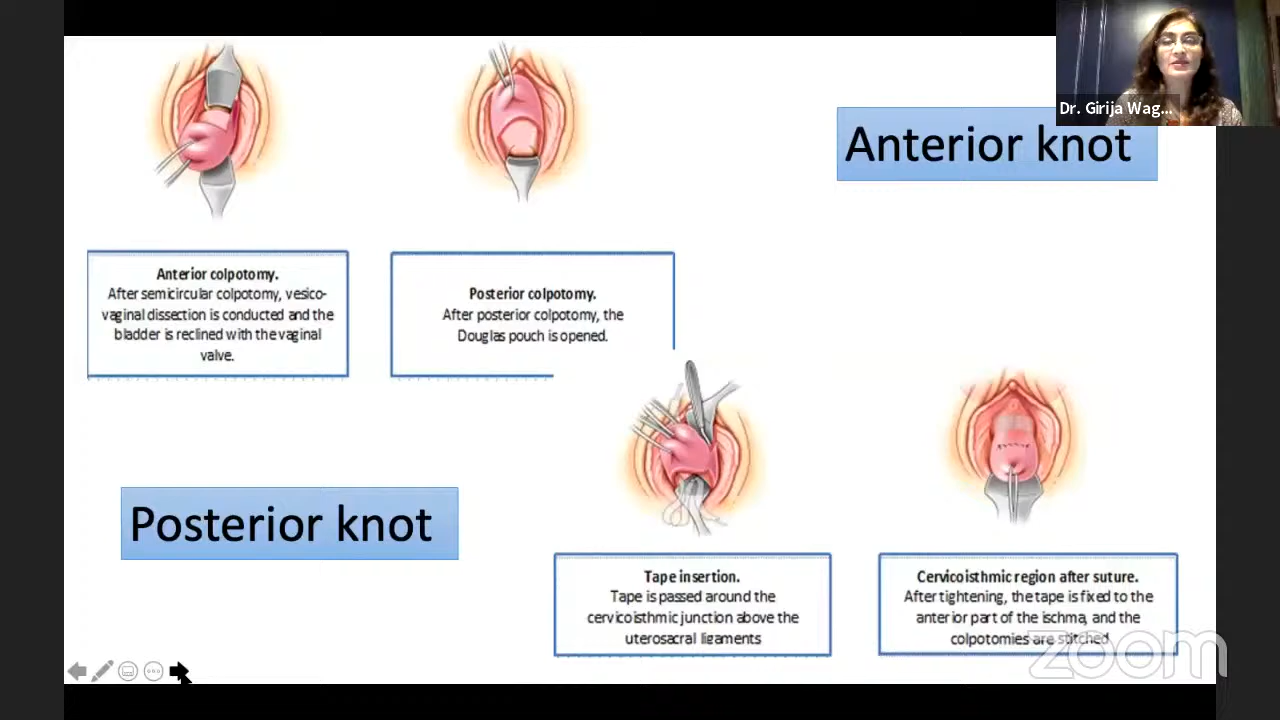 Dr. Girija Wag...
Anterior knot
Anterior colpotomy.
After semicircular colpotomy, vesico-
vaginal dissection is conducted and the
bladder is reclined with the vaginal
valve.
Posterior colpotomy.
After posterior colpotomy, the
Douglas pouch is opened.
Posterior knot
Tape insertion.
Tape is passed around the
cervicoisthmic junction above the
uterosacral ligaments
Cervicoisthmic region after suture.
After tightening, the tape is fixed to the
anterior part of the ischma, and the
colpotomies are stitched
zoom